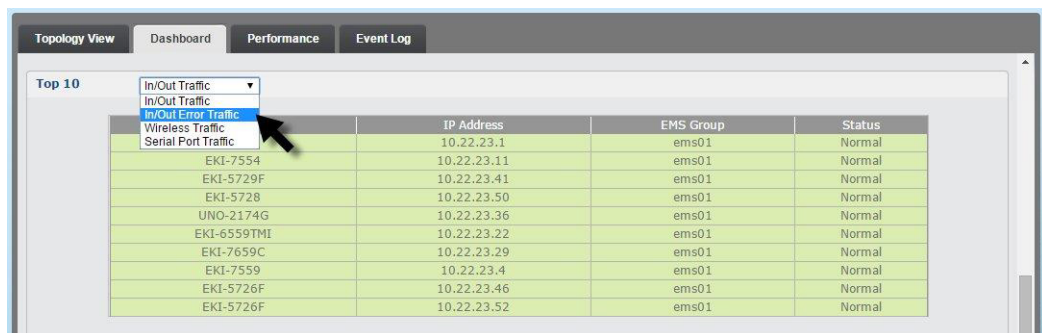 Topology View Dashboard Performance Event Log
Top 10 In/Out Traffic
In/Out Traffic
In/Out Error Traffic
Wireless Traffic
Serial Port Traffic
IP Address EMS Group Status
10.22.23.1 ems01 Normal
EKI-7554 10.22.23.11 ems01 Normal
EKI-5729F 10.22.23.41 ems01 Normal
EKI-5728 10.22.23.50 ems01 Normal
UNO-2174G 10.22.23.36 ems01 Normal
EKI-6559TMI 10.22.23.22 ems01 Normal
EKI-7659C 10.22.23.29 ems01 Normal
EKI-7559 10.22.23.4 ems01 Normal
EKI-5726F 10.22.23.46 ems01 Normal
EKI-5726F 10.22.23.52 ems01 Normal